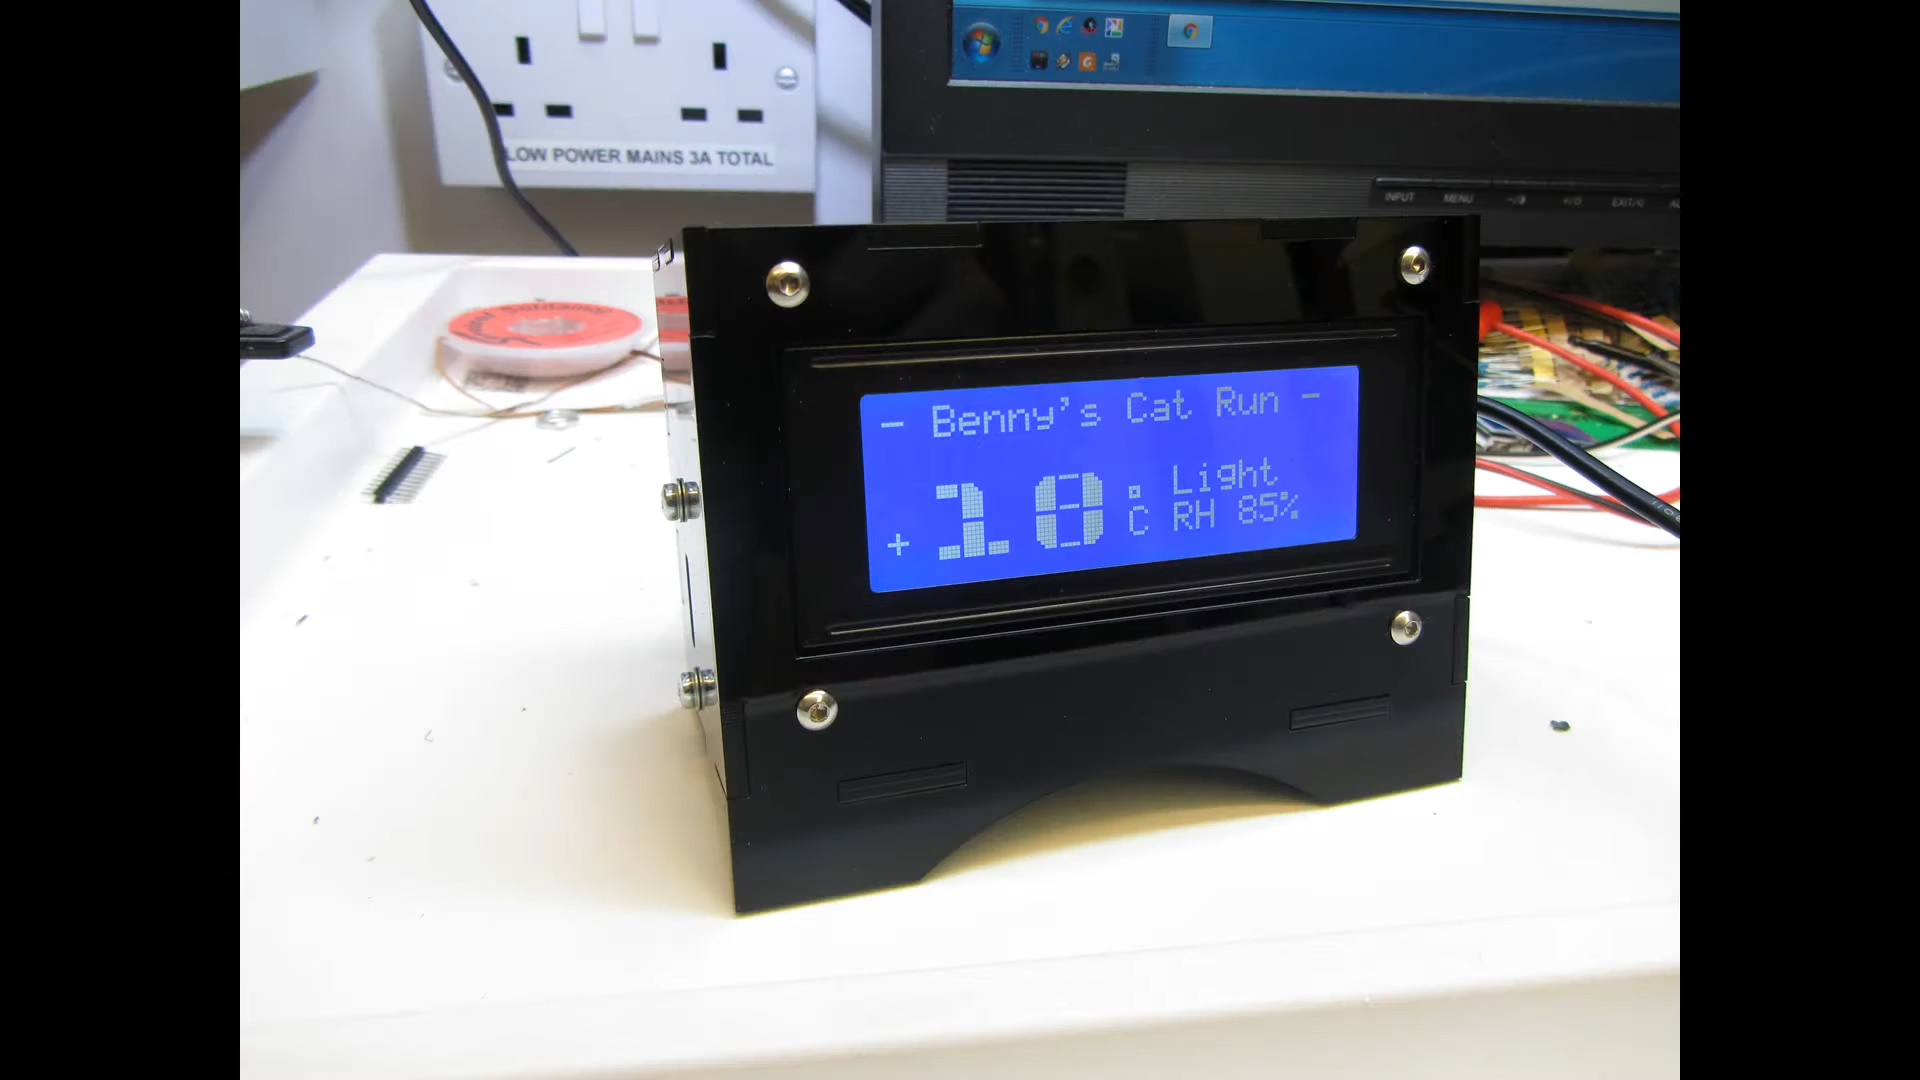 LOW POWER MAINS 3A TOTAL
INPUT MENU
- Benny's Cat Run -
+ 18 °C Light
RH 85%